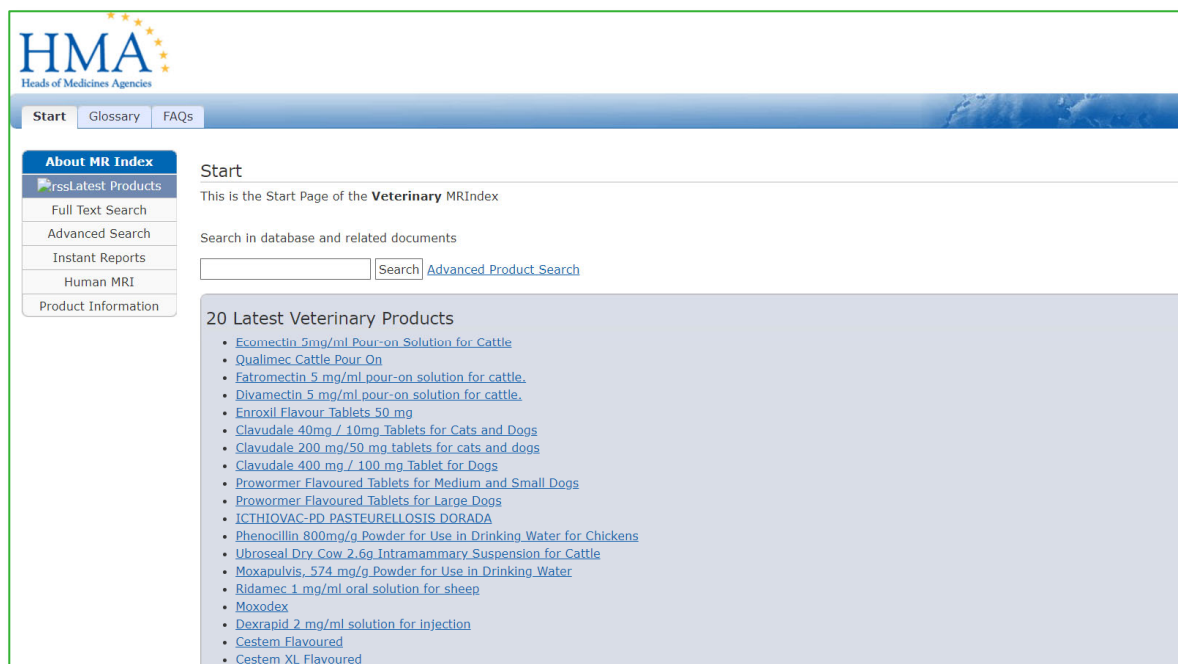 HMA
Heads of Medicines Agencies
Start Glossary FAQs
About MR Index
rssLatest Products
Full Text Search
Advanced Search
Instant Reports
Human MRI
Product Information
Start
This is the Start Page of the Veterinary MRIndex
Search in database and related documents
Search Advanced Product Search
20 Latest Veterinary Products
Ecomectin 5mg/ml Pour-on Solution for Cattle
Qualimec Cattle Pour On
Fatromectin 5 mg/ml pour-on solution for cattle.
Divamectin 5 mg/ml pour-on solution for cattle.
Enroxil Flavour Tablets 50 mg
Clavudale 40mg / 10mg Tablets for Cats and Dogs
Clavudale 200 mg/50 mg tablets for cats and dogs
Clavudale 400 mg / 100 mg Tablet for Dogs
Prowormer Flavoured Tablets for Medium and Small Dogs
Prowormer Flavoured Tablets for Large Dogs
ICTHIOVAC-PD PASTEURELLOSIS DORADA
Phenocillin 800mg/g Powder for Use in Drinking Water for Chickens
Ubroseal Dry Cow 2.6g Intramammary Suspension for Cattle
Moxapulvis, 574 mg/g Powder for Use in Drinking Water
Ridamec 1 mg/ml oral solution for sheep
Moxodex
Dexrapid 2 mg/ml solution for injection
Cestem Flavoured
Cestem XL Flavoured